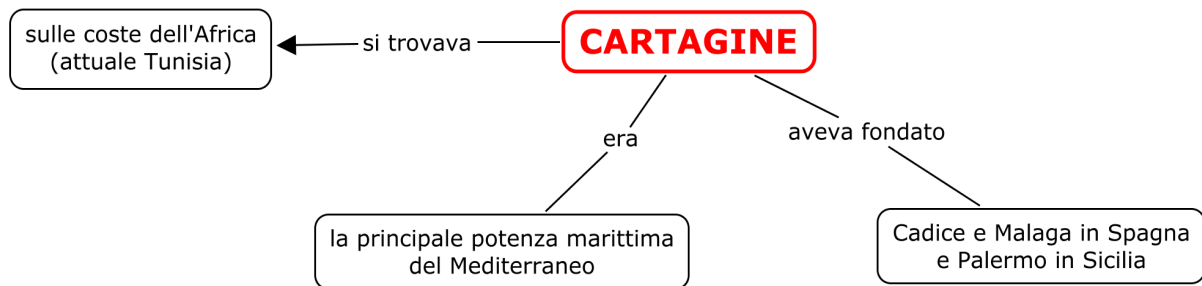 CARTAGINE
si trovava
sulle coste dell'Africa
(attuale Tunisia)
era
la principale potenza marittima
del Mediterraneo
aveva fondato
Cadice e Malaga in Spagna
e Palermo in Sicilia